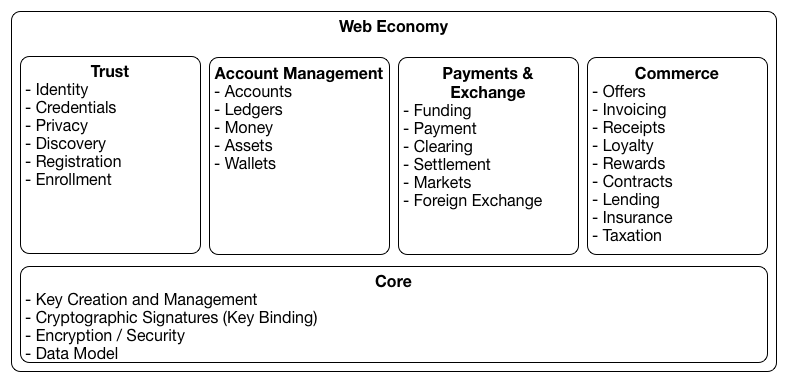 Web Economy
Trust
- Identity
- Credentials
- Privacy
- Discovery
- Registration
- Enrollment
Account Management
- Accounts
- Ledgers
- Money
- Assets
- Wallets
Payments &
Exchange
- Funding
- Payment
- Clearing
- Settlement
- Markets
- Foreign Exchange
Commerce
- Offers
- Invoicing
- Receipts
- Loyalty
- Rewards
- Contracts
- Lending
- Insurance
- Taxation
Core
- Key Creation and Management
- Cryptographic Signatures (Key Binding)
- Encryption / Security
- Data Model